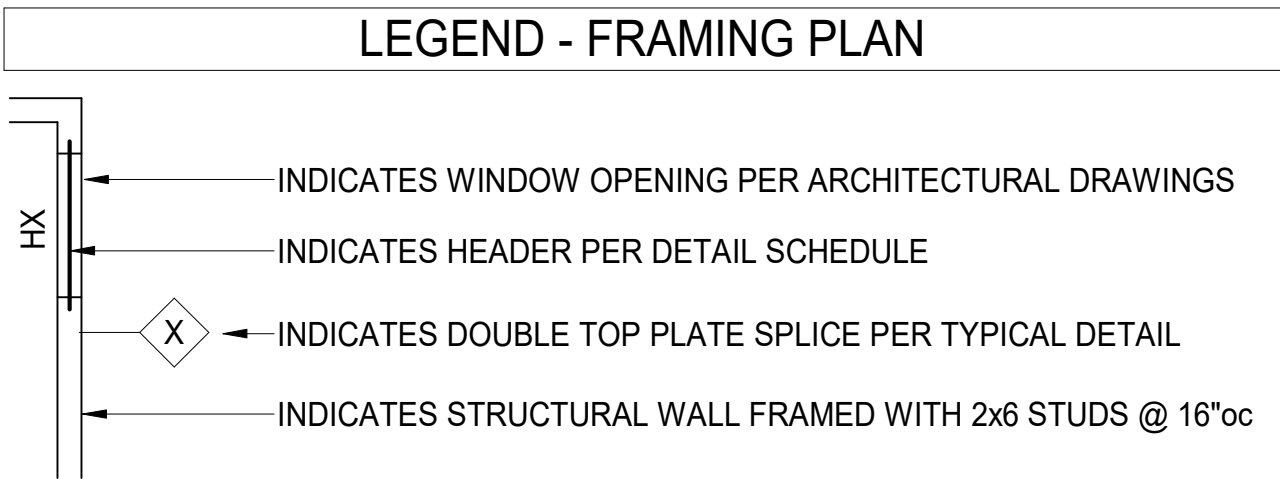 LEGEND - FRAMING PLAN
INDICATES WINDOW OPENING PER ARCHITECTURAL DRAWINGS
HX
INDICATES HEADER PER DETAIL SCHEDULE
X
INDICATES DOUBLE TOP PLATE SPLICE PER TYPICAL DETAIL
INDICATES STRUCTURAL WALL FRAMED WITH 2x6 STUDS @ 16"oc